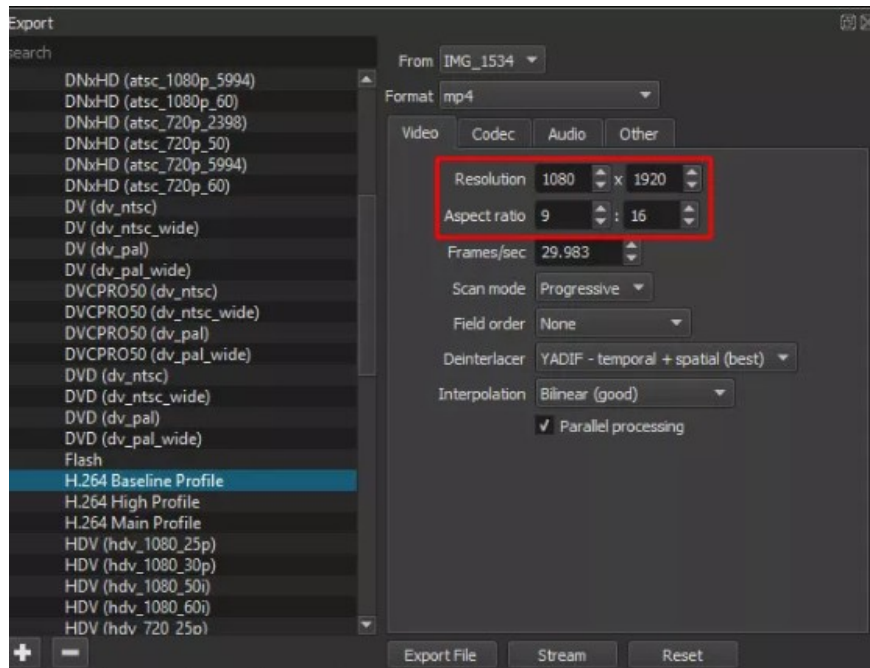 Export
search
DNxHD (atsc_1080p_5994)
DNxHD (atsc_1080p_60)
DNxHD (atsc_720p_2398)
DNxHD (atsc_720p_50)
DNxHD (atsc_720p_5994)
DNxHD (atsc_720p_60)
DV (dv_ntsc)
DV (dv_ntsc_wide)
DV (dv_pal)
DV (dv_pal_wide)
DVCPRO50 (dv_ntsc)
DVCPRO50 (dv_ntsc_wide)
DVCPRO50 (dv_pal)
DVCPRO50 (dv_pal_wide)
DVD (dv_ntsc)
DVD (dv_ntsc_wide)
DVD (dv_pal)
DVD (dv_pal_wide)
Flash
H.264 Baseline Profile
H.264 High Profile
H.264 Main Profile
HDV (hdv_1080_25p)
HDV (hdv_1080_30p)
HDV (hdv_1080_50i)
HDV (hdv_1080_60i)
HDV (hdv_720_25p)
From IMG_1534
Format mp4
Video Codec Audio Other
Resolution 1080 x 1920
Aspect ratio 9 : 16
Frames/sec 29.983
Scan mode Progressive
Field order None
Deinterlacer YADIF - temporal + spatial (best)
Interpolation Bilinear (good)
Parallel processing
Export File Stream Reset